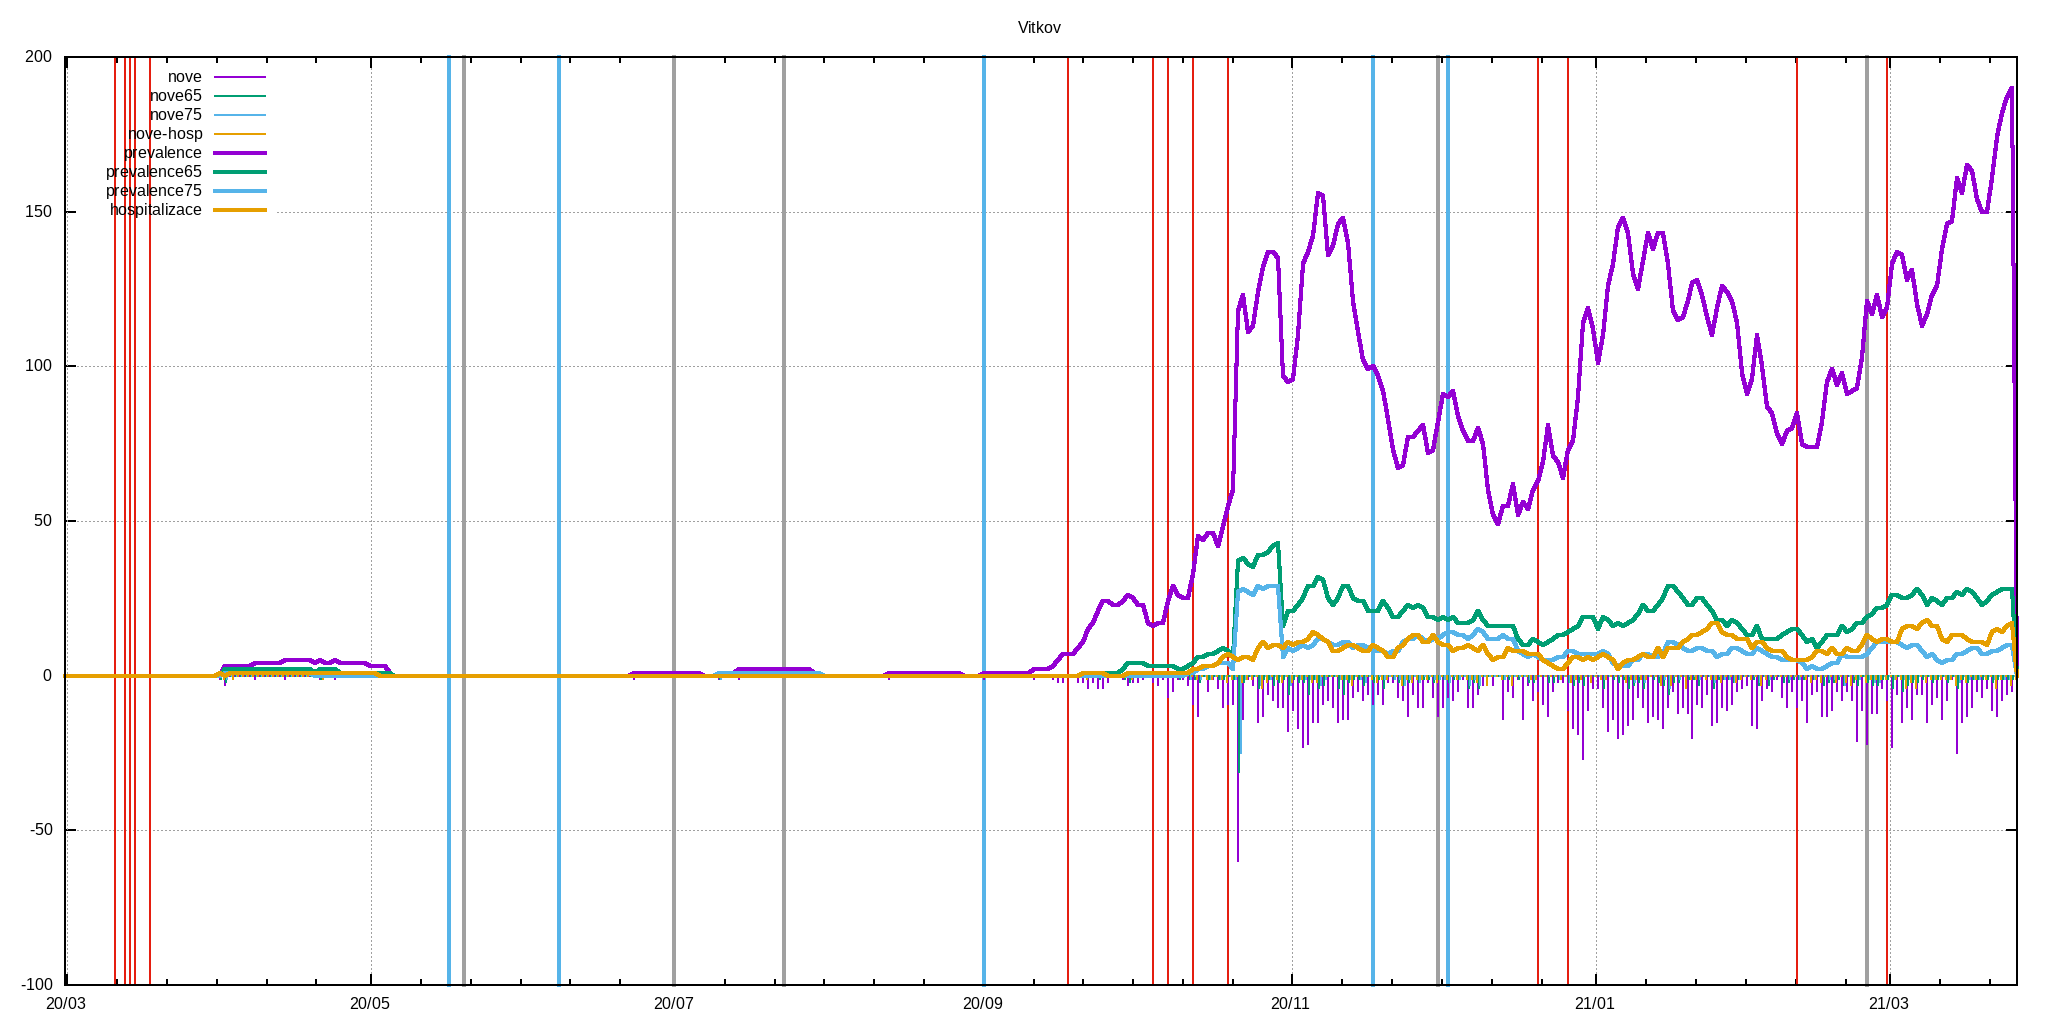 Vitkov
200
150
100
50
0
-50
-100
nove
nove65
nove75
nove-hosp
prevalence
prevalence65
prevalence75
hospitalizace
20/03
20/05
20/07
20/09
20/11
21/01
21/03